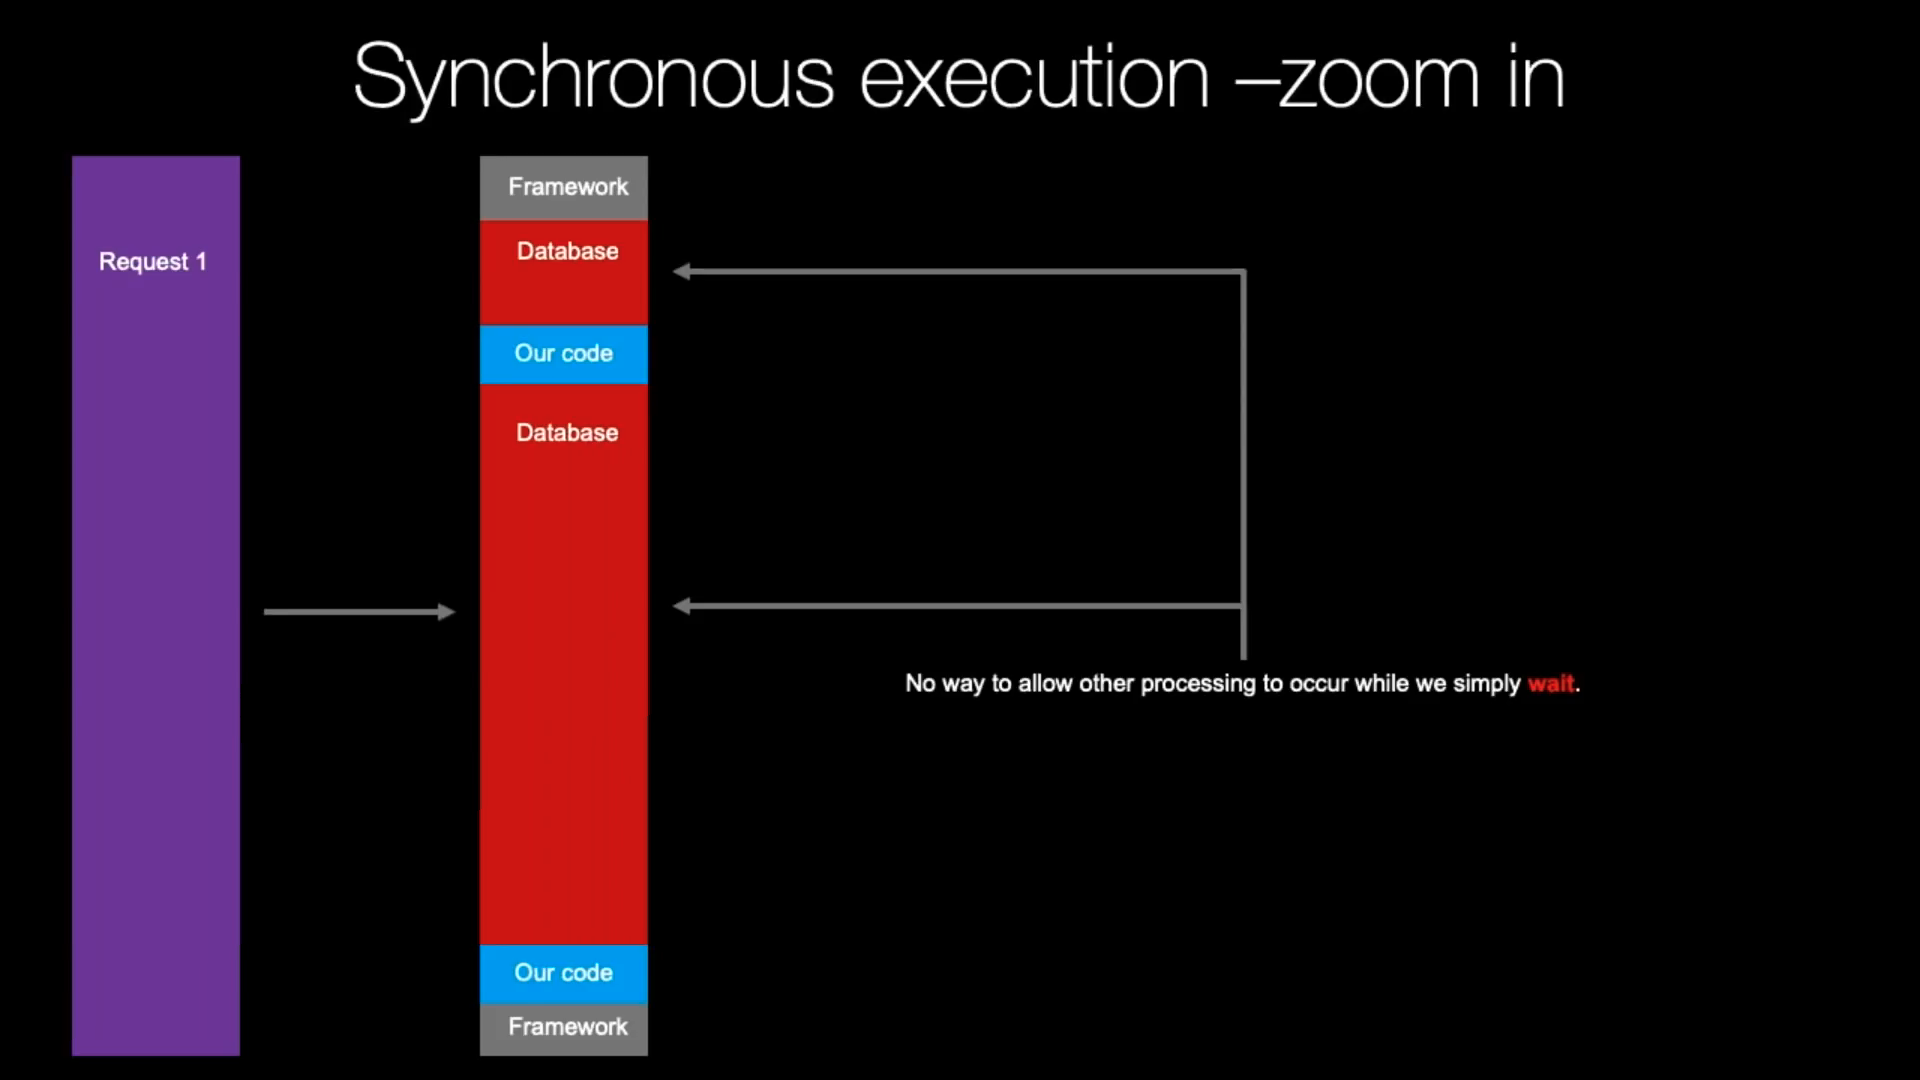 Synchronous execution –zoom in
Request 1
Framework
Database
Our code
Database
No way to allow other processing to occur while we simply wait.
Our code
Framework